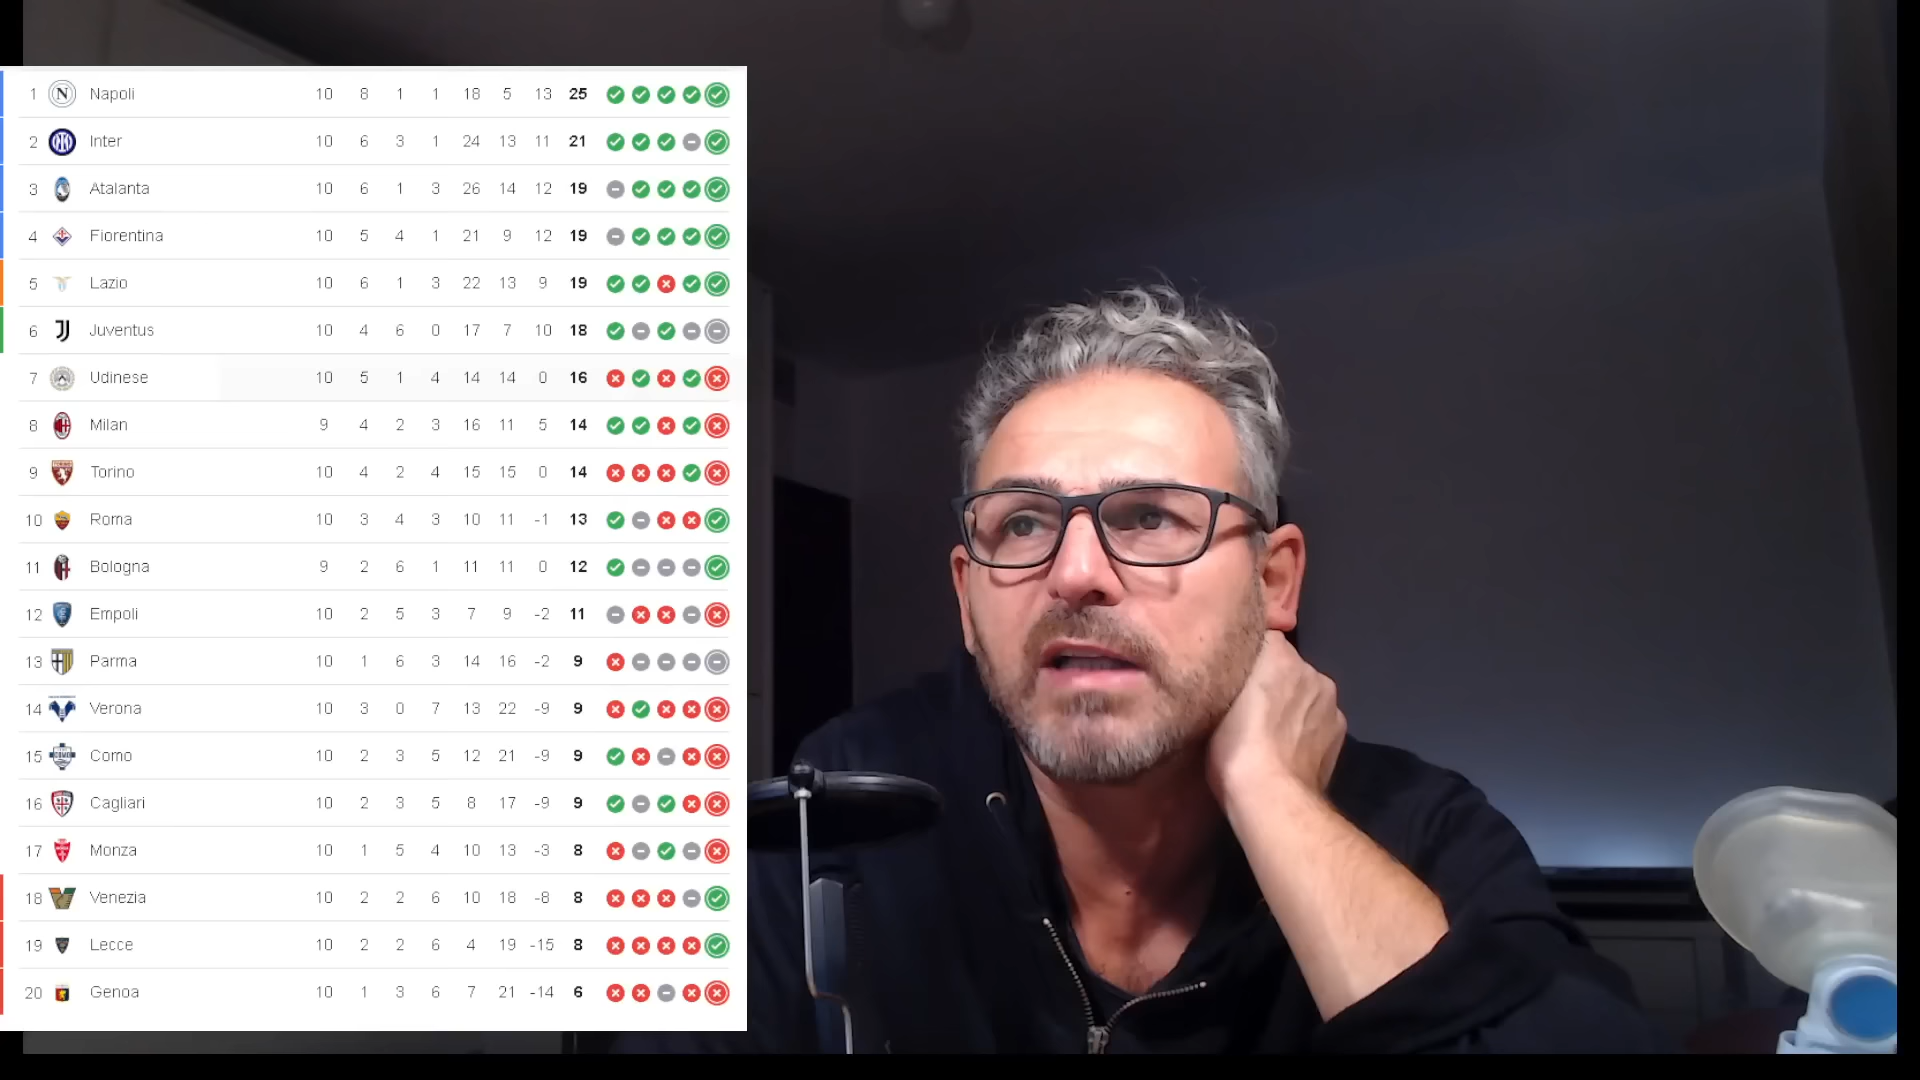 1 Napoli 10 8 1 1 18 5 13 25
2 Inter 10 6 3 1 24 13 11 21
3 Atalanta 10 6 1 3 26 14 12 19
4 Fiorentina 10 5 4 1 21 9 12 19
5 Lazio 10 6 1 3 22 13 9 19
6 Juventus 10 4 6 0 17 7 10 18
7 Udinese 10 5 1 4 14 14 0 16
8 Milan 9 4 2 3 16 11 5 14
9 Torino 10 4 2 4 15 15 0 14
10 Roma 10 3 4 3 10 11 -1 13
11 Bologna 9 2 6 1 11 11 0 12
12 Empoli 10 2 5 3 7 9 -2 11
13 Parma 10 1 6 3 14 16 -2 9
14 Verona 10 3 0 7 13 22 -9 9
15 Como 10 2 3 5 12 21 -9 9
16 Cagliari 10 2 3 5 8 17 -9 9
17 Monza 10 1 5 4 10 13 -3 8
18 Venezia 10 2 2 6 10 18 -8 8
19 Lecce 10 2 2 6 4 19 -15 8
20 Genoa 10 1 3 6 7 21 -14 6